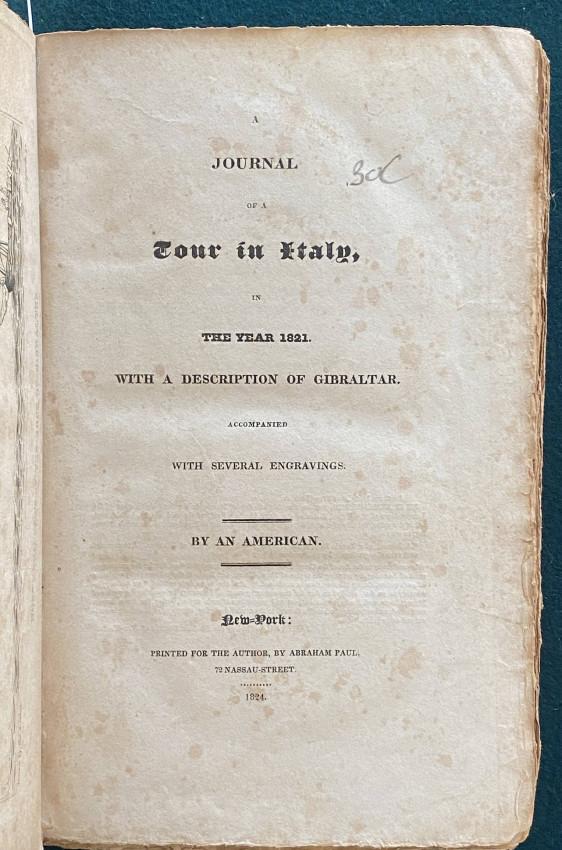 A
JOURNAL
OF A
Tour in Italy,
IN
THE YEAR 1821.
WITH A DESCRIPTION OF GIBRALTAR.
ACCOMPANIED
WITH SEVERAL ENGRAVINGS.
BY AN AMERICAN.
New-York:
PRINTED FOR THE AUTHOR, BY ABRAHAM PAUL,
72 NASSAU-STREET.
1824.